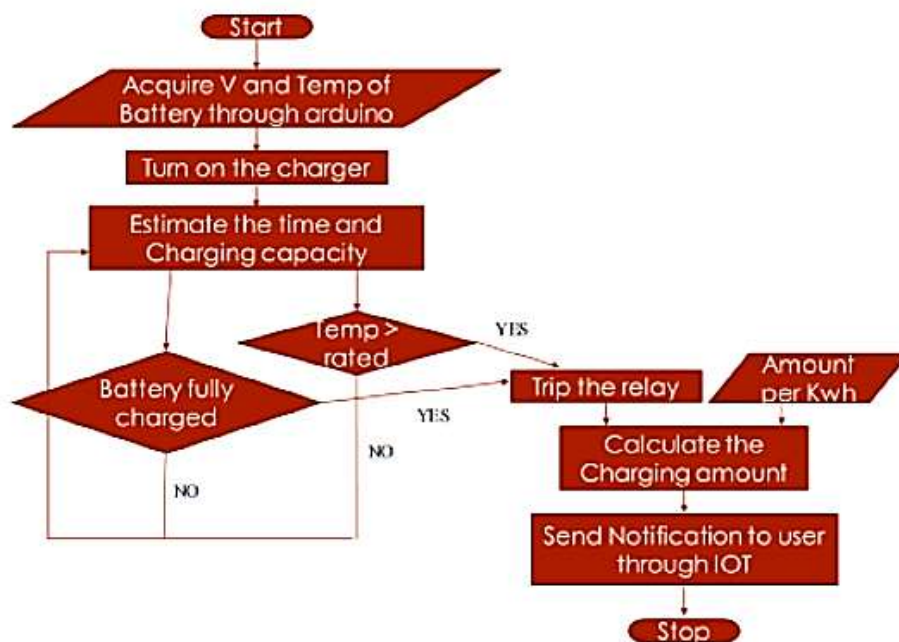 Start
Acquire V and Temp of
Battery through arduino
Turn on the charger
Estimate the time and
Charging capacity
Temp >
rated
YES
Battery fully
charged
YES
NO
NO
Trip the relay
Amount
per Kwh
Calculate the
Charging amount
Send Notification to user
through IOT
Stop